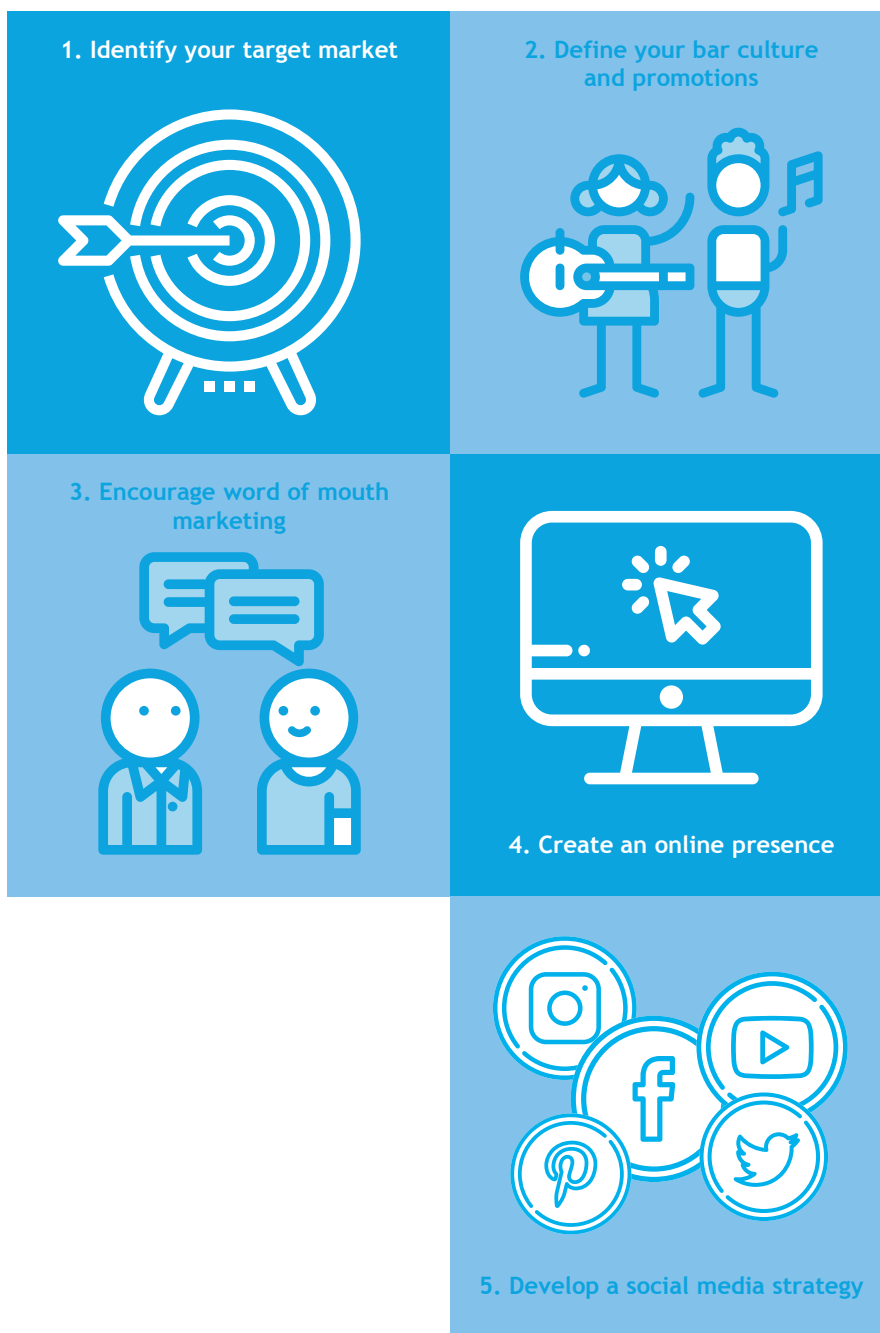 1. Identify your target market
2. Define your bar culture
and promotions
3. Encourage word of mouth
marketing
4. Create an online presence
5. Develop a social media strategy